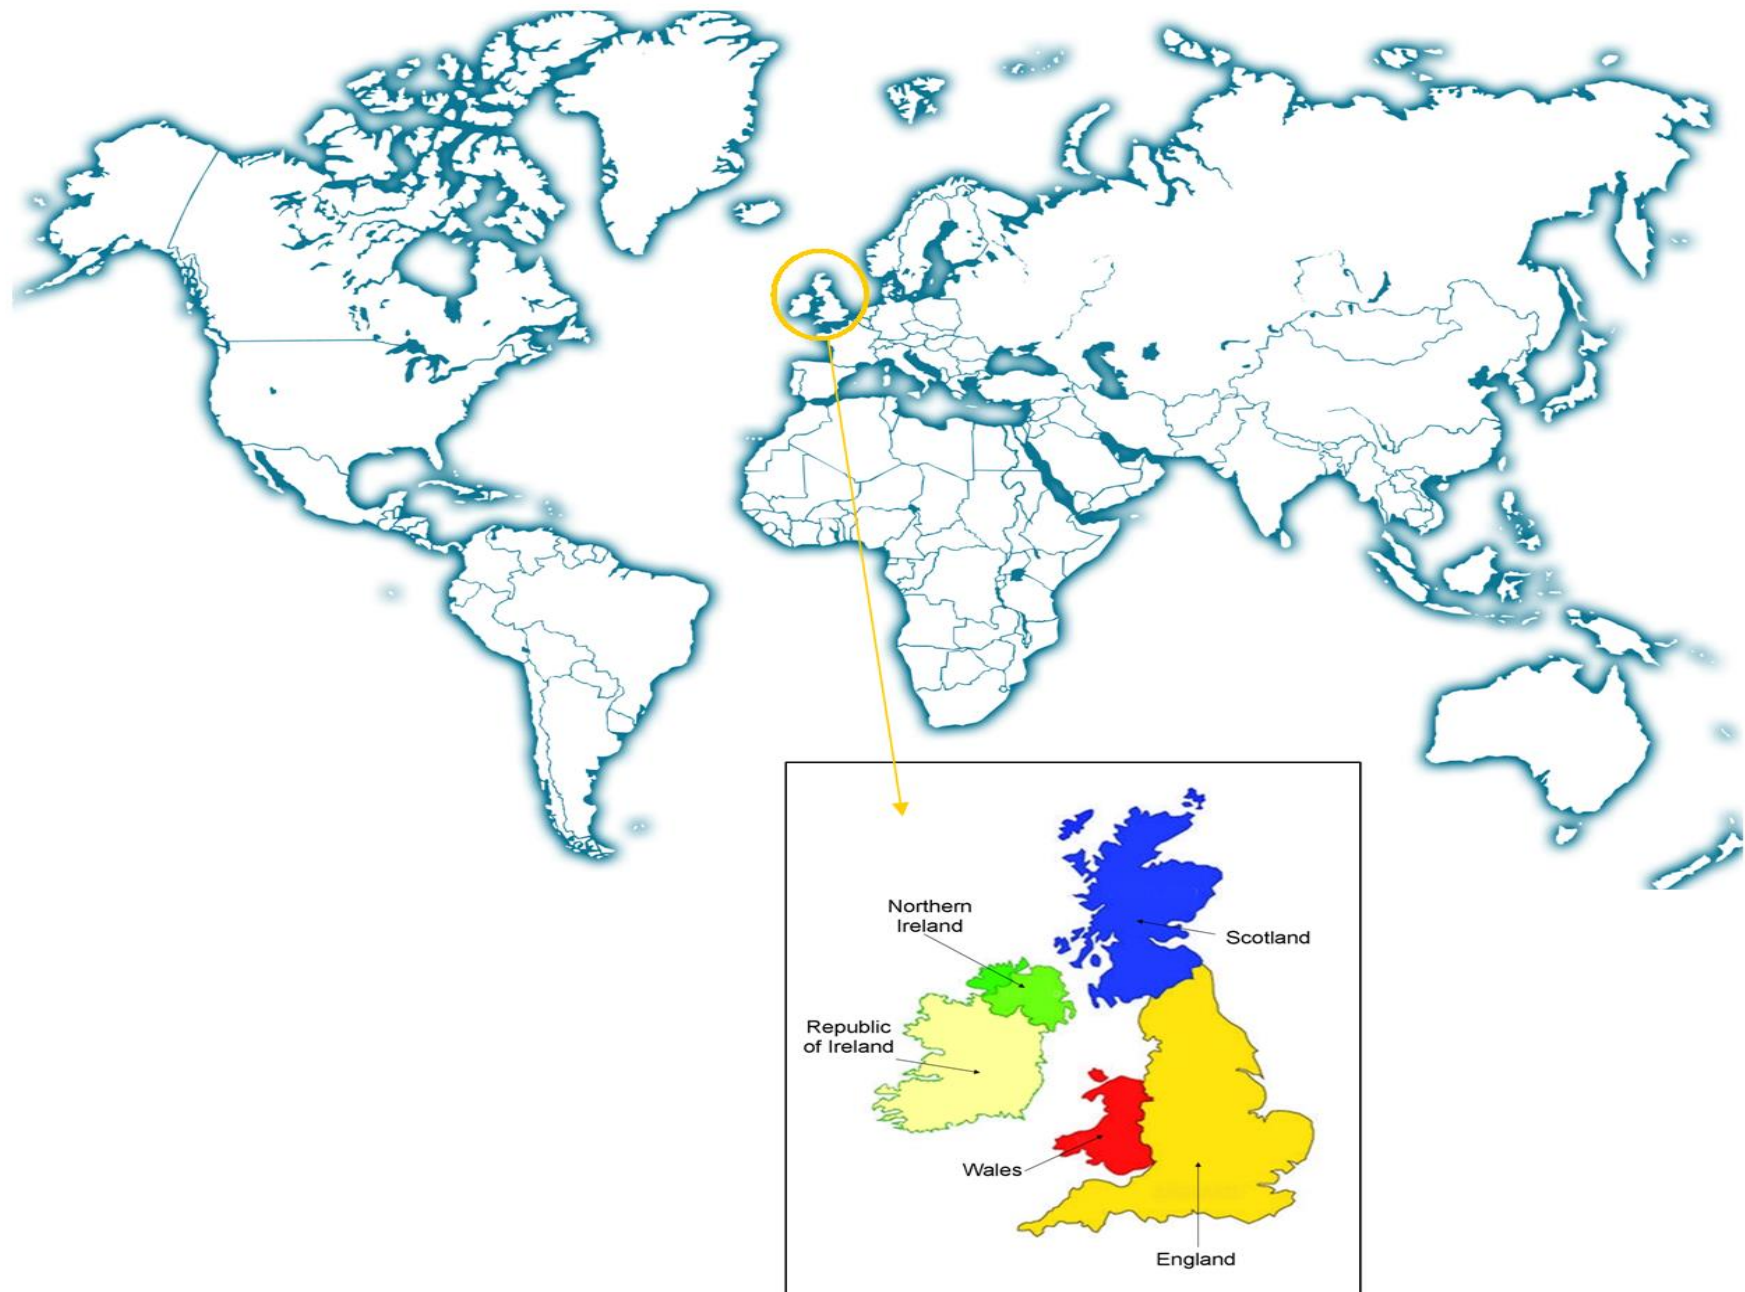 Northern
Ireland
Scotland
Republic
of Ireland
Wales
England